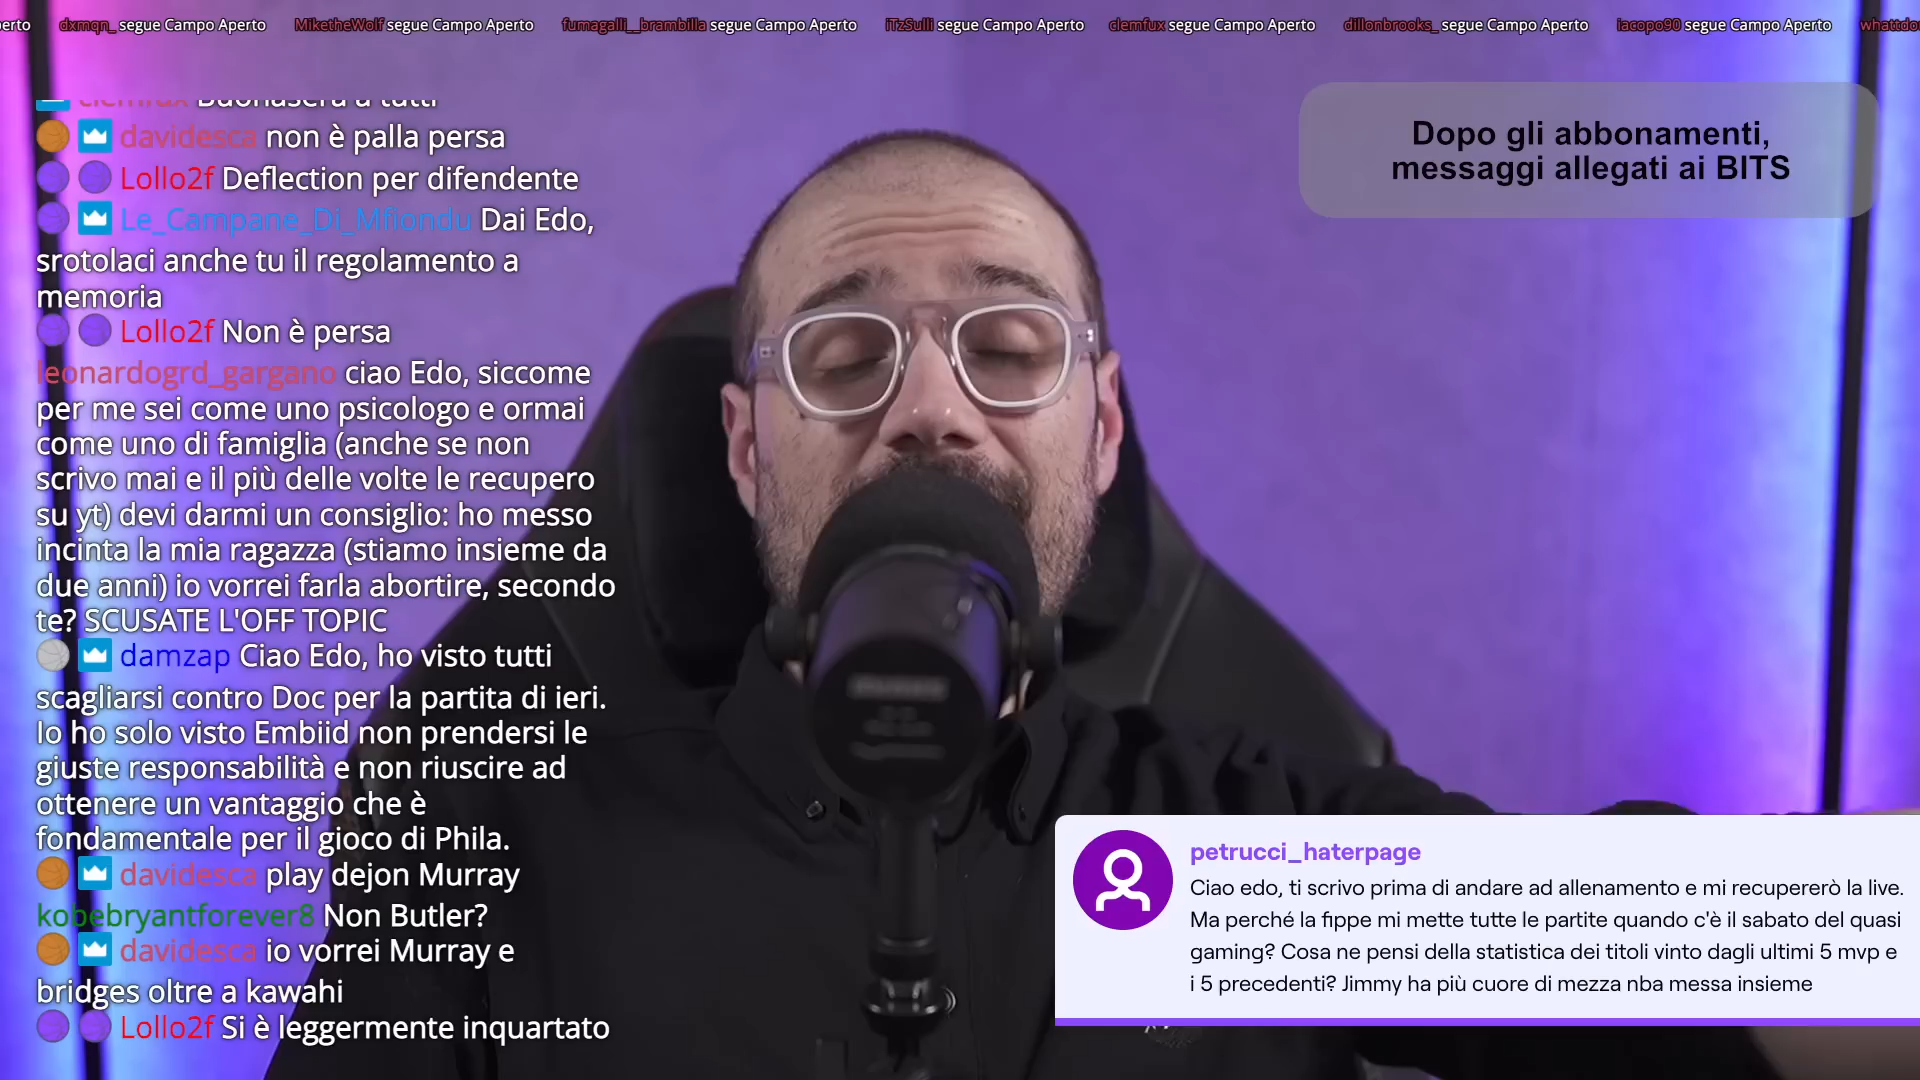 erto dxmqn_ segue Campo Aperto MiketheWolf segue Campo Aperto fumagalli__brambilla segue Campo Aperto iTzSulli segue Campo Aperto clemfux segue Campo Aperto dillonbrooks_ segue Campo Aperto iacopo90 segue Campo Aperto whattdo
Dopo gli abbonamenti,
messaggi allegati ai BITS
clemfux Buonasera a tutti
davidesca non è palla persa
Lollo2f Deflection per difendente
Le_Campane_Di_Mfiondu Dai Edo,
srotolaci anche tu il regolamento a
memoria
Lollo2f Non è persa
leonardogrd_gargano ciao Edo, siccome
per me sei come uno psicologo e ormai
come uno di famiglia (anche se non
scrivo mai e il più delle volte le recupero
su yt) devi darmi un consiglio: ho messo
incinta la mia ragazza (stiamo insieme da
due anni) io vorrei farla abortire, secondo
te? SCUSATE L'OFF TOPIC
damzap Ciao Edo, ho visto tutti
scagliarsi contro Doc per la partita di ieri.
Io ho solo visto Embiid non prendersi le
giuste responsabilità e non riuscire ad
ottenere un vantaggio che è
fondamentale per il gioco di Phila.
davidesca play dejon Murray
kobebryantforever8 Non Butler?
davidesca io vorrei Murray e
bridges oltre a kawahi
Lollo2f Si è leggermente inquartato
petrucci_haterpage
Ciao edo, ti scrivo prima di andare ad allenamento e mi recupererò la live.
Ma perché la fippe mi mette tutte le partite quando c'è il sabato del quasi
gaming? Cosa ne pensi della statistica dei titoli vinto dagli ultimi 5 mvp e
i 5 precedenti? Jimmy ha più cuore di mezza nba messa insieme